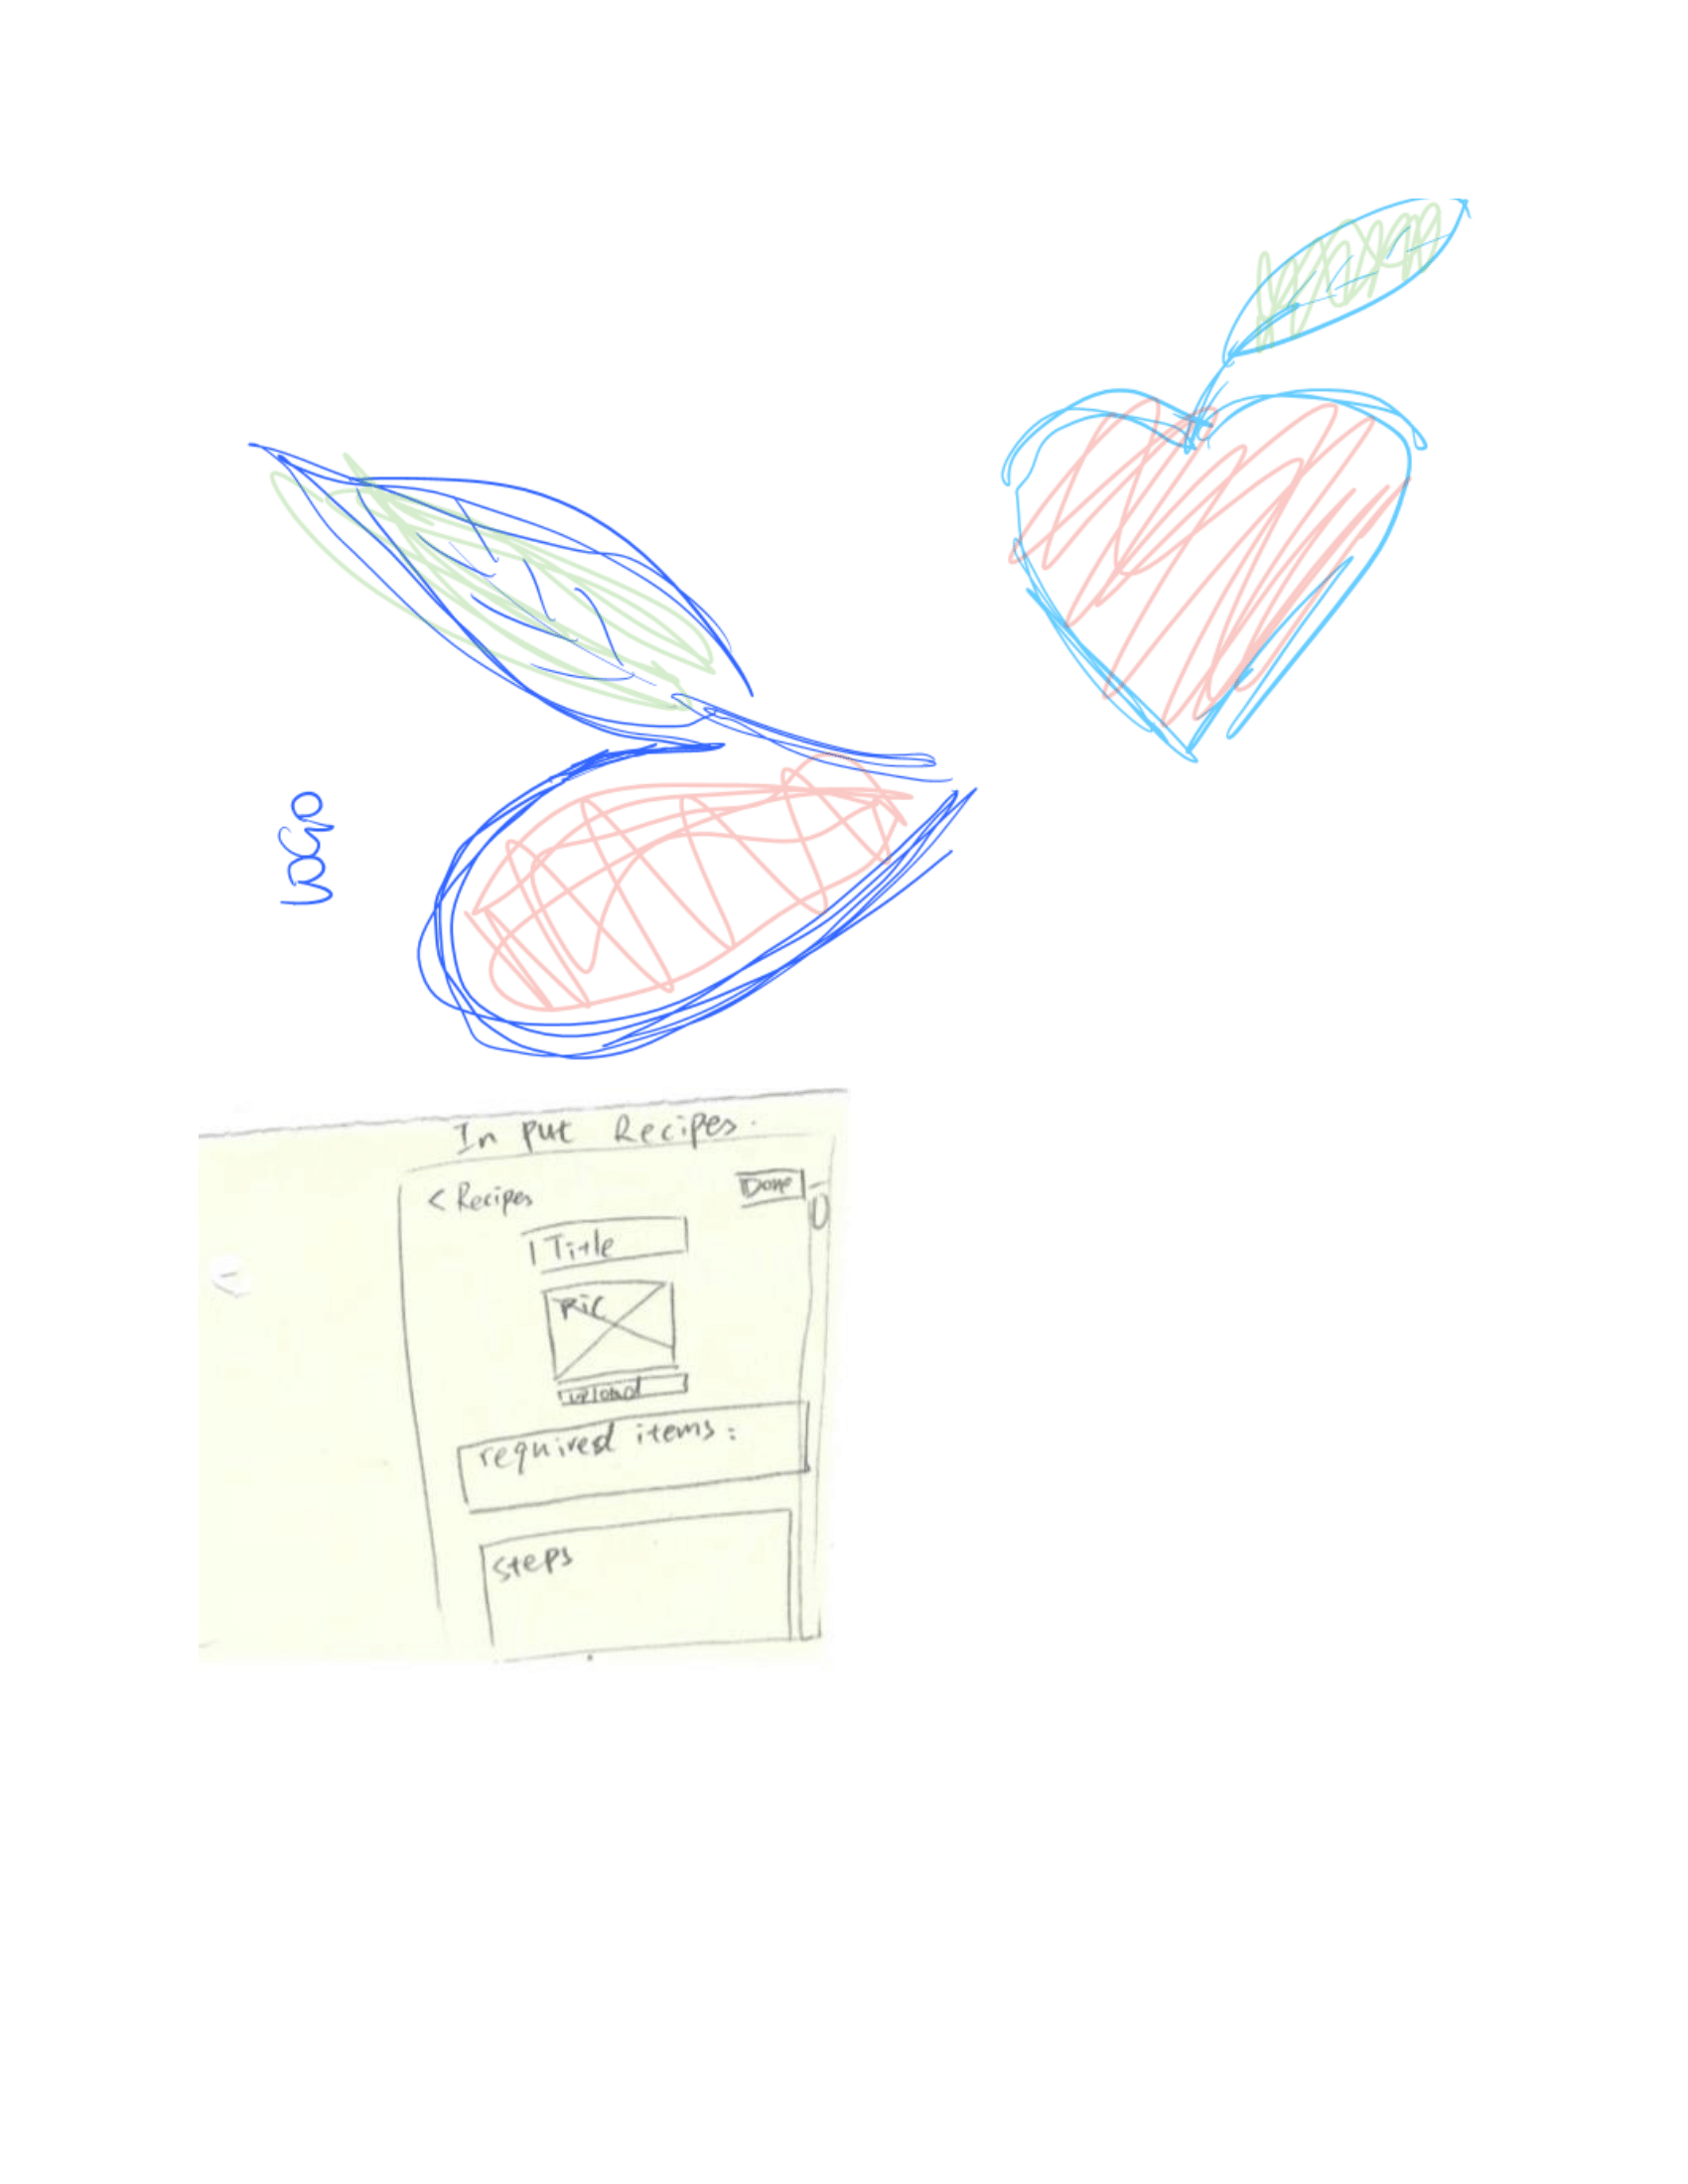 Logo
In put Recipes.
< Recipes
Done
Title
Pic
upload
required items:
steps